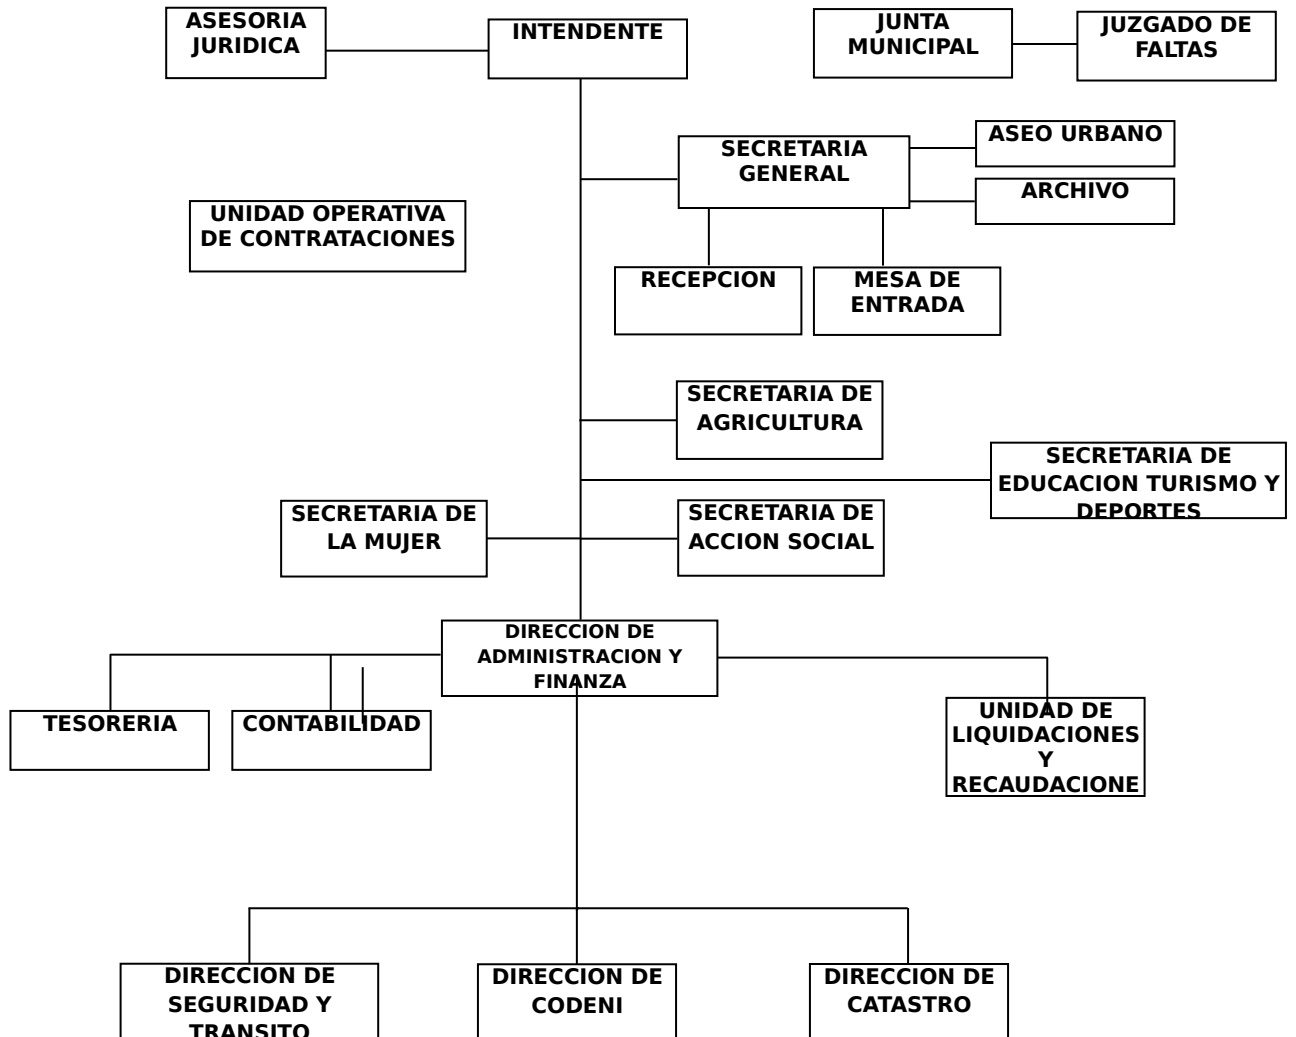 ASESORIA
JURIDICA
INTENDENTE
JUNTA
MUNICIPAL
JUZGADO DE
FALTAS
ASEO URBANO
SECRETARIA
GENERAL
ARCHIVO
UNIDAD OPERATIVA
DE CONTRATACIONES
RECEPCION
MESA DE
ENTRADA
SECRETARIA DE
AGRICULTURA
SECRETARIA DE
EDUCACION TURISMO Y
DEPORTES
SECRETARIA DE
LA MUJER
SECRETARIA DE
ACCION SOCIAL
DIRECCION DE
ADMINISTRACION Y
FINANZA
TESORERIA
CONTABILIDAD
UNIDAD DE
LIQUIDACIONES
Y
RECAUDACIONE
DIRECCION DE
SEGURIDAD Y
TRANSITO
DIRECCION DE
CODENI
DIRECCION DE
CATASTRO